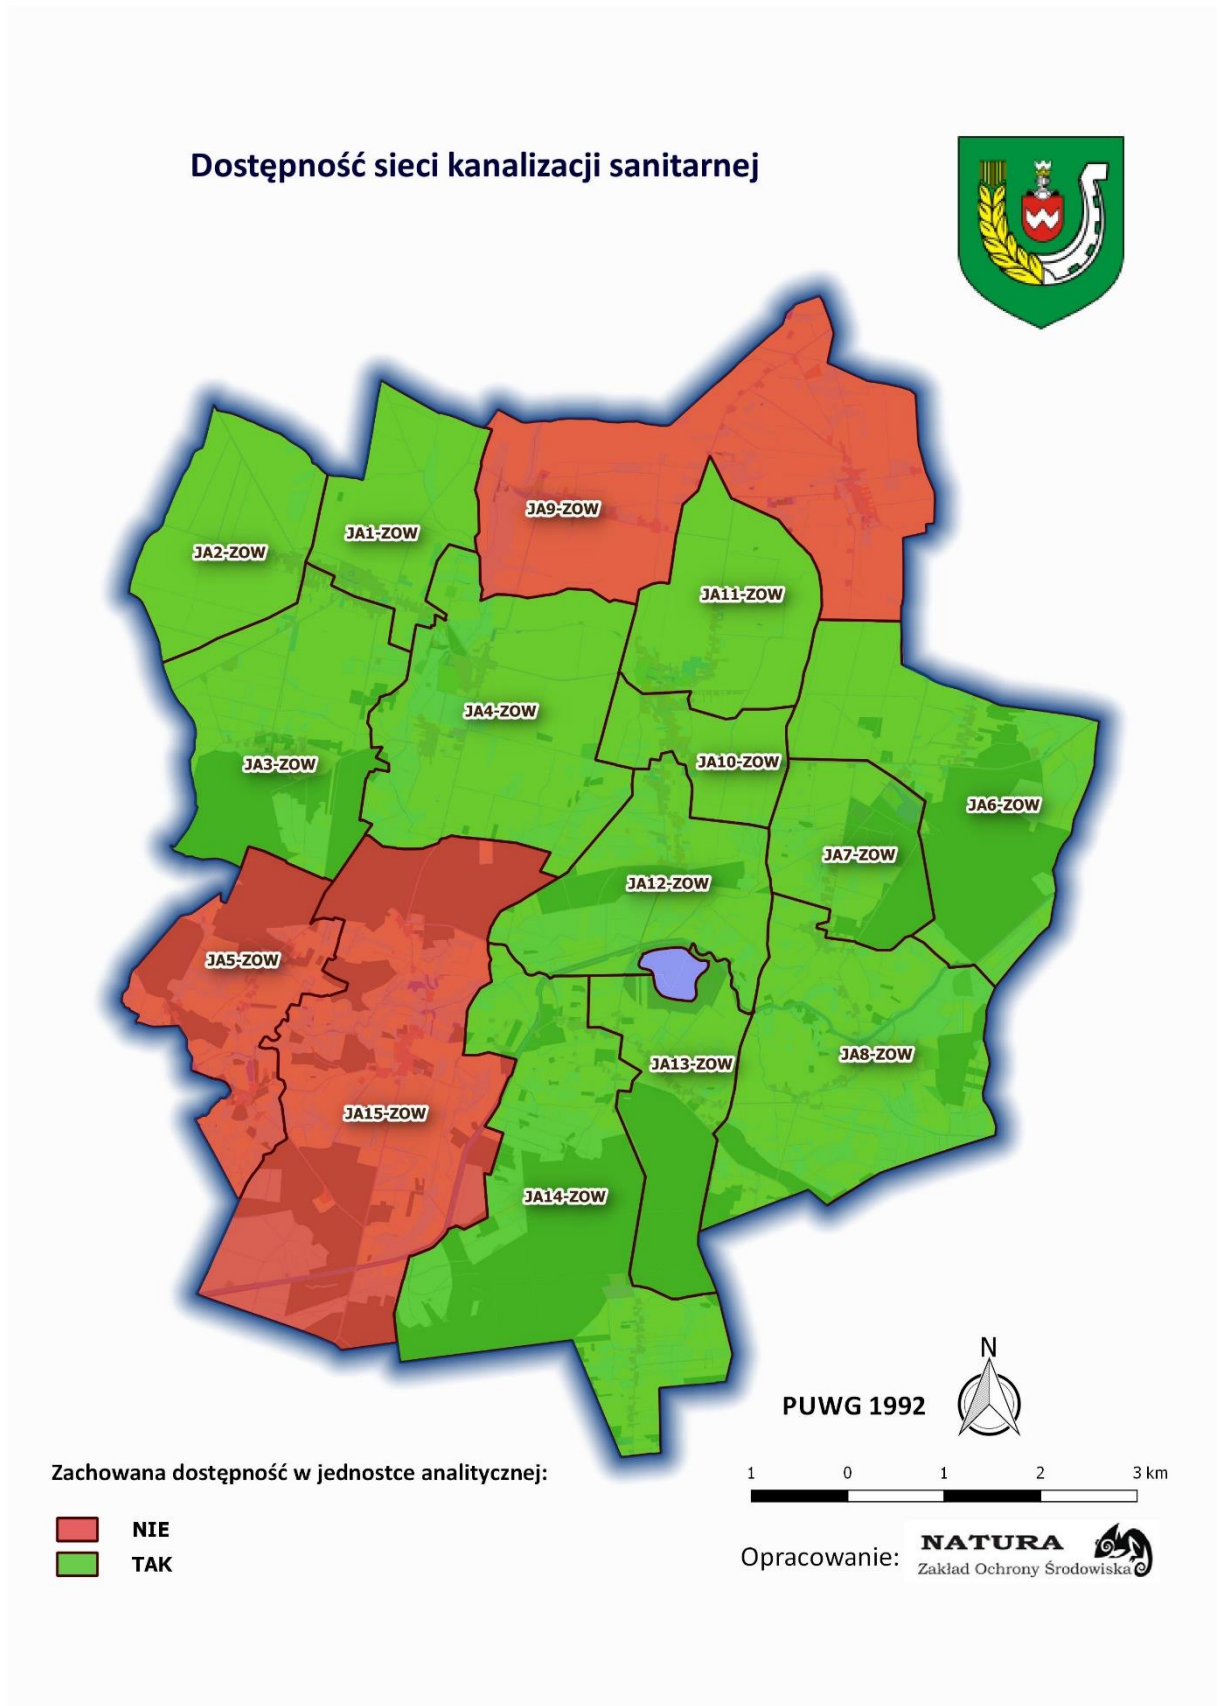 Dostępność sieci kanalizacji sanitarnej
JA9-ZOW
JA1-ZOW
JA2-ZOW
JA11-ZOW
JA4-ZOW
JA3-ZOW
JA10-ZOW
JA6-ZOW
JA7-ZOW
JA12-ZOW
JA5-ZOW
JA8-ZOW
JA13-ZOW
JA15-ZOW
JA14-ZOW
N
PUWG 1992
Zachowana dostępność w jednostce analitycznej:
1 0 1 2 3 km
NIE
TAK
Opracowanie:
NATURA
Zakład Ochrony Środowiska